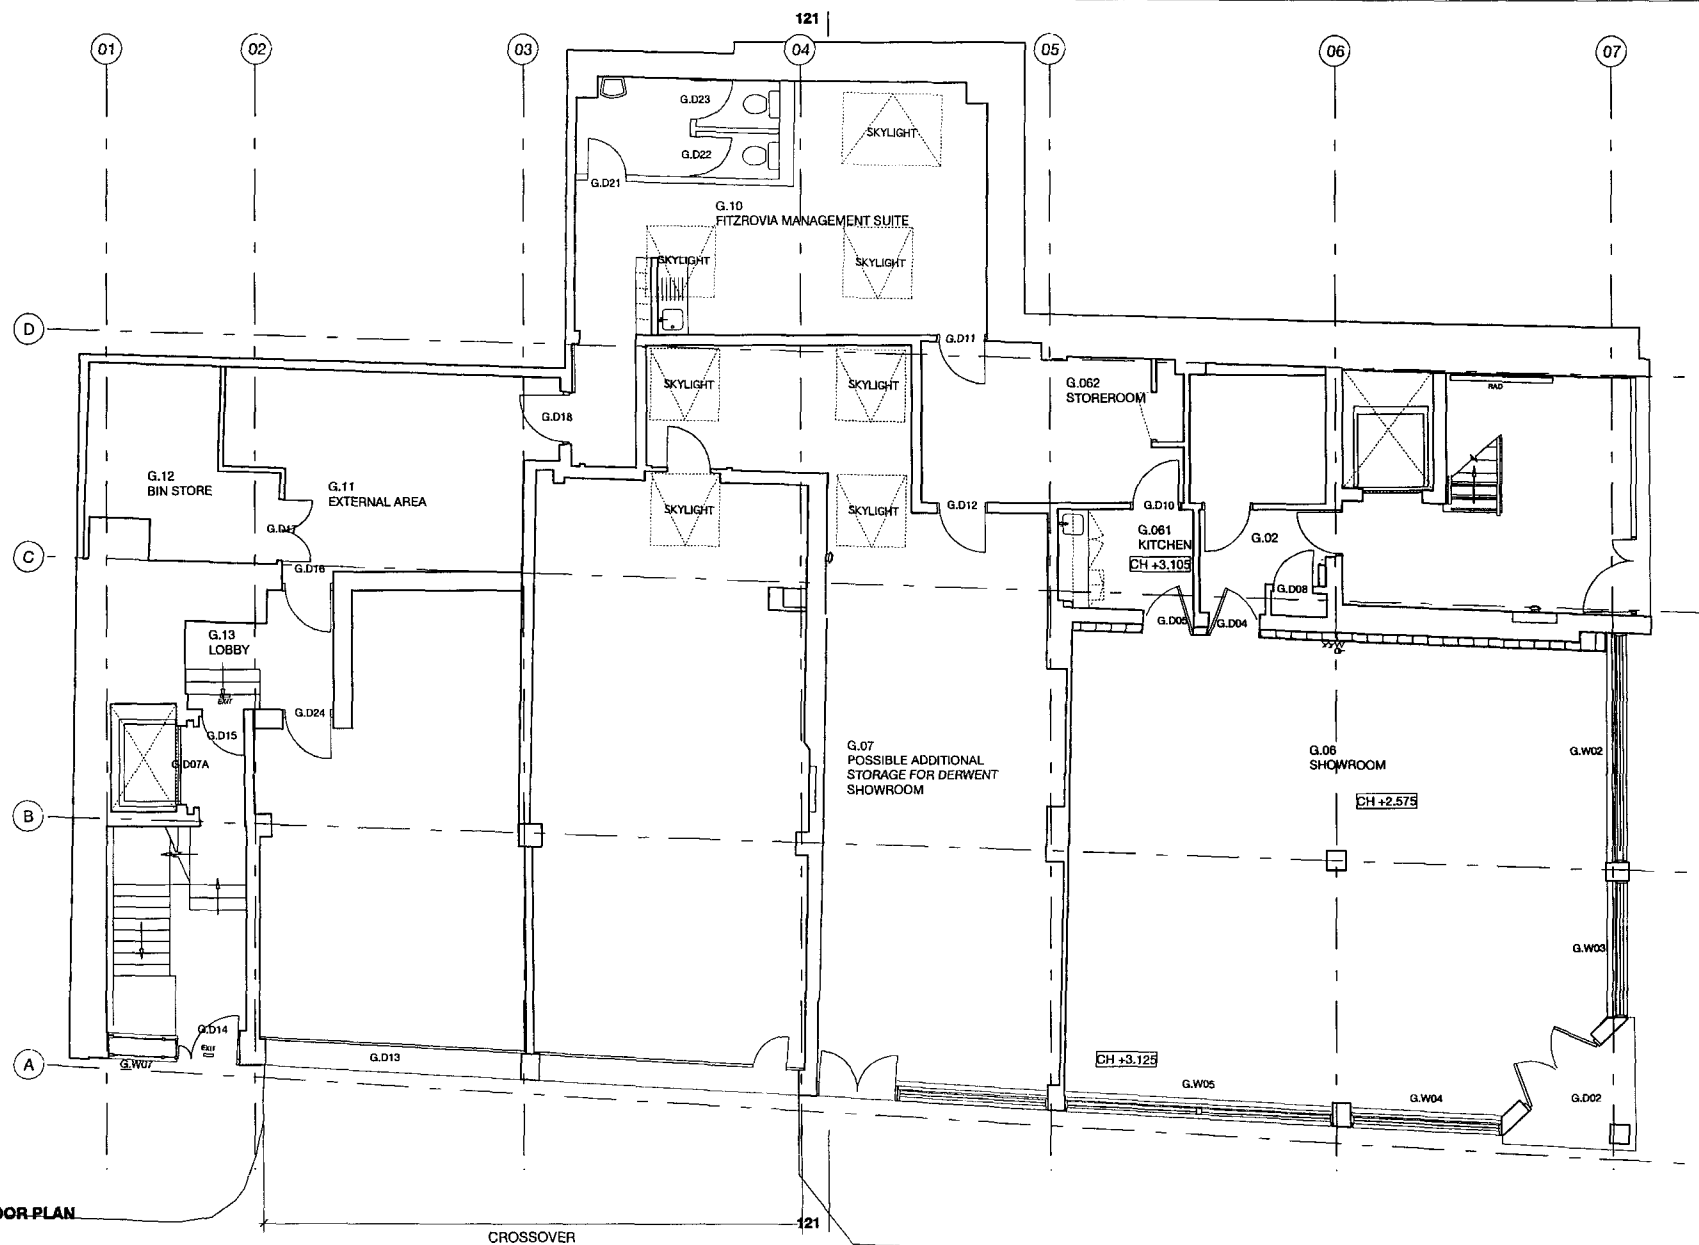 121
01
02
03
04
05
06
07
G.D23
SKYLIGHT
G.D22
G.D21
G.10
FITZROVIA MANAGEMENT SUITE
SKYLIGHT
SKYLIGHT
D
G.D11
SKYLIGHT
SKYLIGHT
G.062
STOREROOM
RAD
G.D18
G.12
BIN STORE
G.11
EXTERNAL AREA
SKYLIGHT
SKYLIGHT
G.D12
G.D10
G.D17
G.061
KITCHEN
G.02
C
CH +3.105
G.D16
G.D08
G.D05
G.D04
G.13
LOBBY
EXIT
G.D24
G.D15
G.D07A
G.07
POSSIBLE ADDITIONAL
STORAGE FOR DERWENT
SHOWROOM
G.06
SHOWROOM
G.W02
CH +2.575
B
G.W03
G.D14
EXIT
G.D13
A
G.W07
CH +3.125
G.W05
G.W04
G.D02
OOR PLAN
121
CROSSOVER